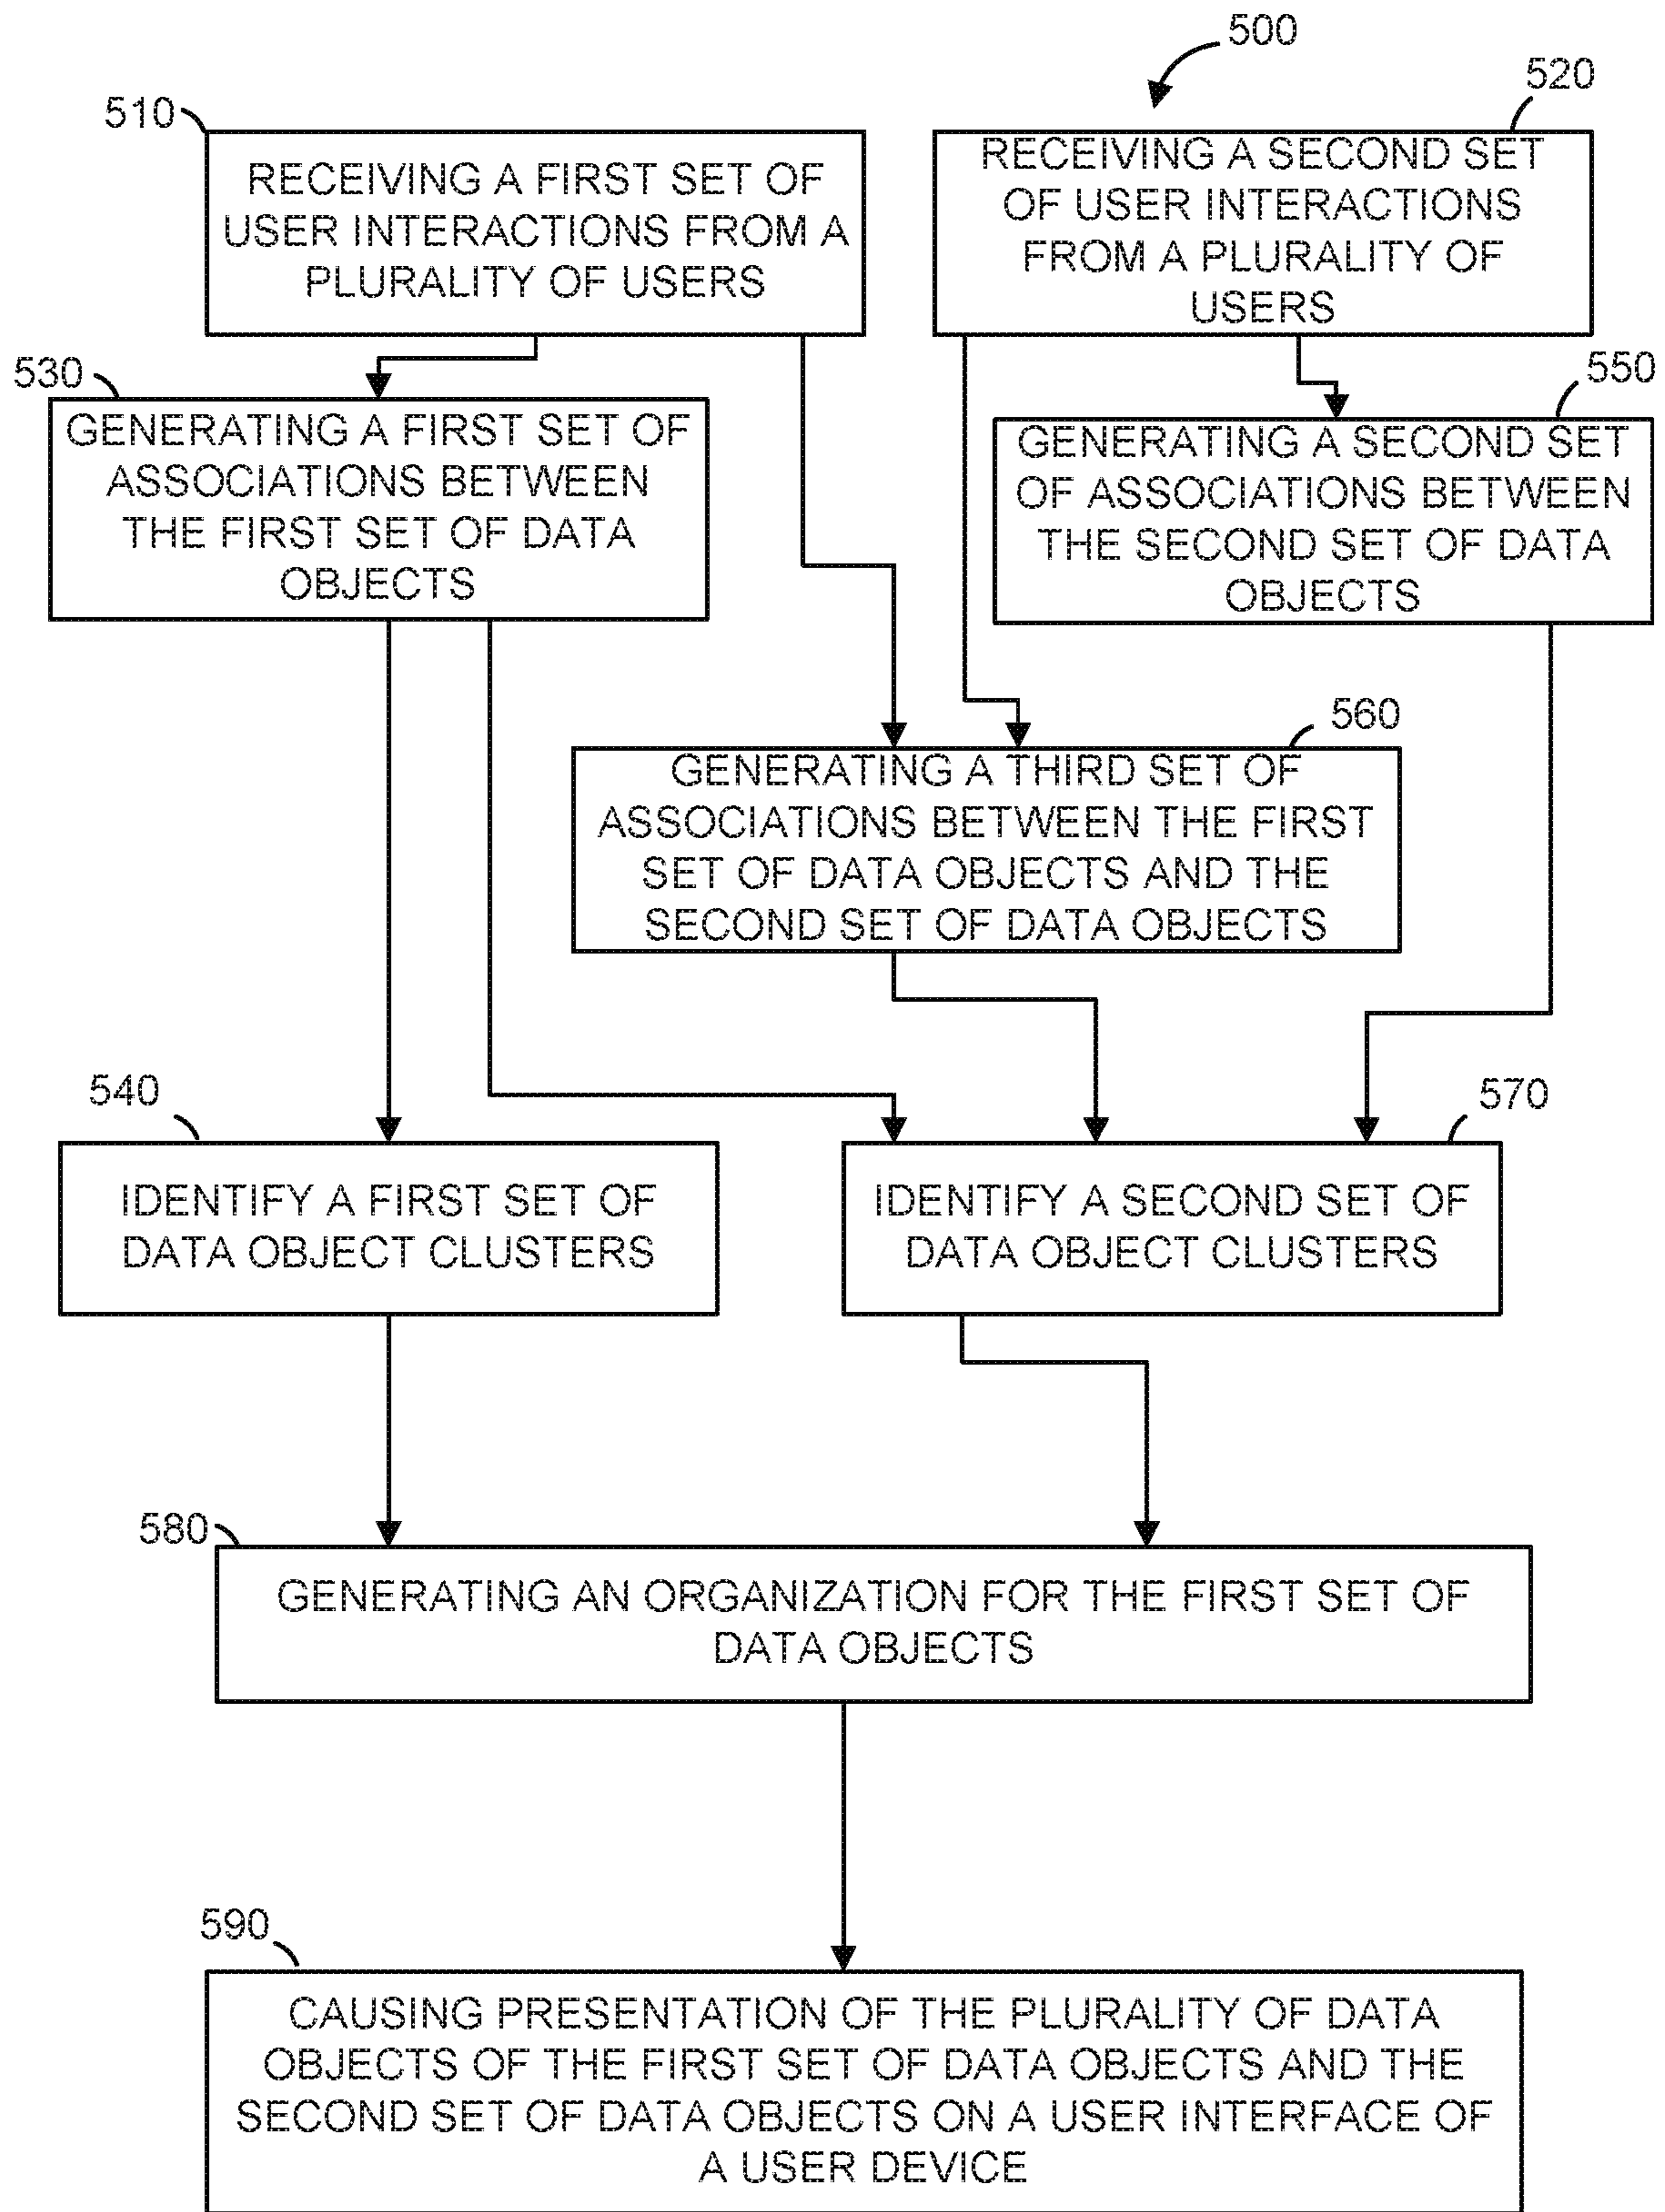 500
510
RECEIVING A FIRST SET OF
USER INTERACTIONS FROM A
PLURALITY OF USERS
520
RECEIVING A SECOND SET
OF USER INTERACTIONS
FROM A PLURALITY OF
USERS
530
GENERATING A FIRST SET OF
ASSOCIATIONS BETWEEN
THE FIRST SET OF DATA
OBJECTS
550
GENERATING A SECOND SET
OF ASSOCIATIONS BETWEEN
THE SECOND SET OF DATA
OBJECTS
560
GENERATING A THIRD SET OF
ASSOCIATIONS BETWEEN THE FIRST
SET OF DATA OBJECTS AND THE
SECOND SET OF DATA OBJECTS
540
IDENTIFY A FIRST SET OF
DATA OBJECT CLUSTERS
570
IDENTIFY A SECOND SET OF
DATA OBJECT CLUSTERS
580
GENERATING AN ORGANIZATION FOR THE FIRST SET OF
DATA OBJECTS
590
CAUSING PRESENTATION OF THE PLURALITY OF DATA
OBJECTS OF THE FIRST SET OF DATA OBJECTS AND THE
SECOND SET OF DATA OBJECTS ON A USER INTERFACE OF
A USER DEVICE